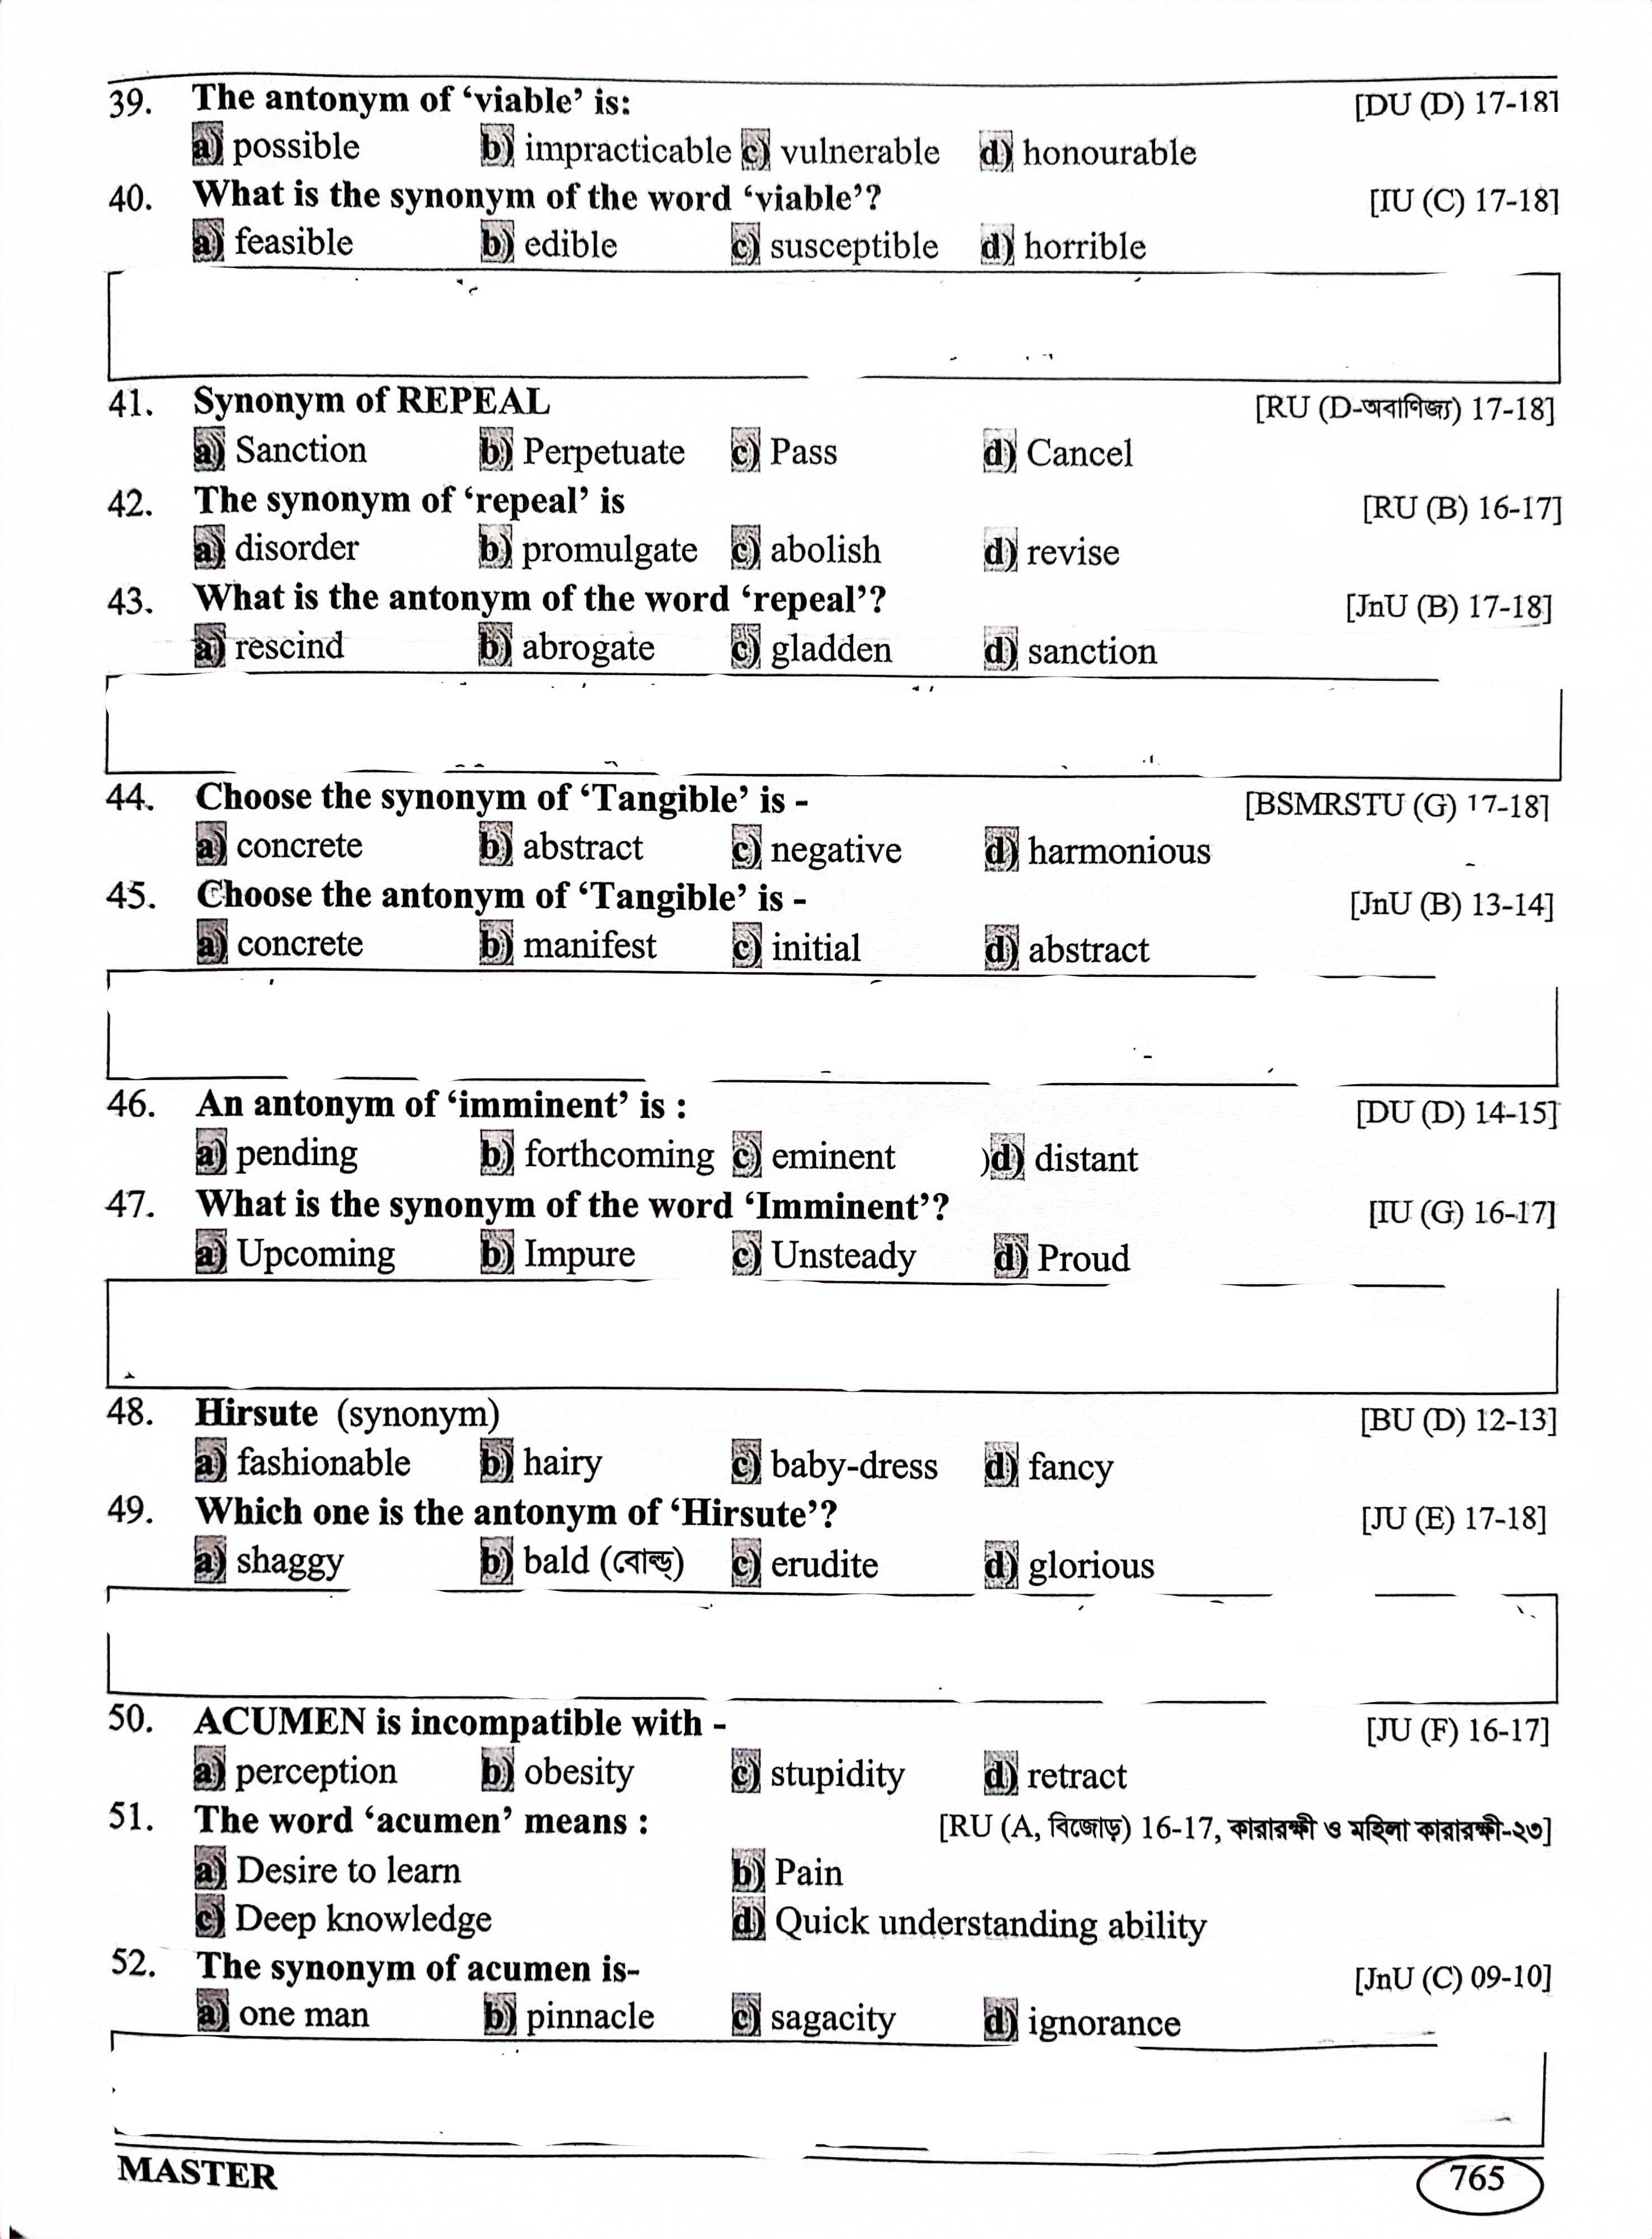 39. The antonym of ‘viable’ is: [DU (D) 17-18]
a) possible b) impracticable c) vulnerable d) honourable
40. What is the synonym of the word ‘viable’? [IU (C) 17-18]
a) feasible b) edible c) susceptible d) horrible
41. Synonym of REPEAL [RU (D-অবাণিজ্য) 17-18]
a) Sanction b) Perpetuate c) Pass d) Cancel
42. The synonym of ‘repeal’ is [RU (B) 16-17]
a) disorder b) promulgate c) abolish d) revise
43. What is the antonym of the word ‘repeal’? [JnU (B) 17-18]
a) rescind b) abrogate c) gladden d) sanction
44. Choose the synonym of ‘Tangible’ is - [BSMRSTU (G) 17-18]
a) concrete b) abstract c) negative d) harmonious
45. Choose the antonym of ‘Tangible’ is - [JnU (B) 13-14]
a) concrete b) manifest c) initial d) abstract
46. An antonym of ‘imminent’ is : [DU (D) 14-15]
a) pending b) forthcoming c) eminent d) distant
47. What is the synonym of the word ‘Imminent’? [IU (G) 16-17]
a) Upcoming b) Impure c) Unsteady d) Proud
48. Hirsute (synonym) [BU (D) 12-13]
a) fashionable b) hairy c) baby-dress d) fancy
49. Which one is the antonym of ‘Hirsute’? [JU (E) 17-18]
a) shaggy b) bald (বোল্ড্) c) erudite d) glorious
50. ACUMEN is incompatible with - [JU (F) 16-17]
a) perception b) obesity c) stupidity d) retract
51. The word ‘acumen’ means : [RU (A, বিজোড়) 16-17, কারারক্ষী ও মহিলা কারারক্ষী-২৩]
a) Desire to learn b) Pain
c) Deep knowledge d) Quick understanding ability
52. The synonym of acumen is- [JnU (C) 09-10]
a) one man b) pinnacle c) sagacity d) ignorance
MASTER 765